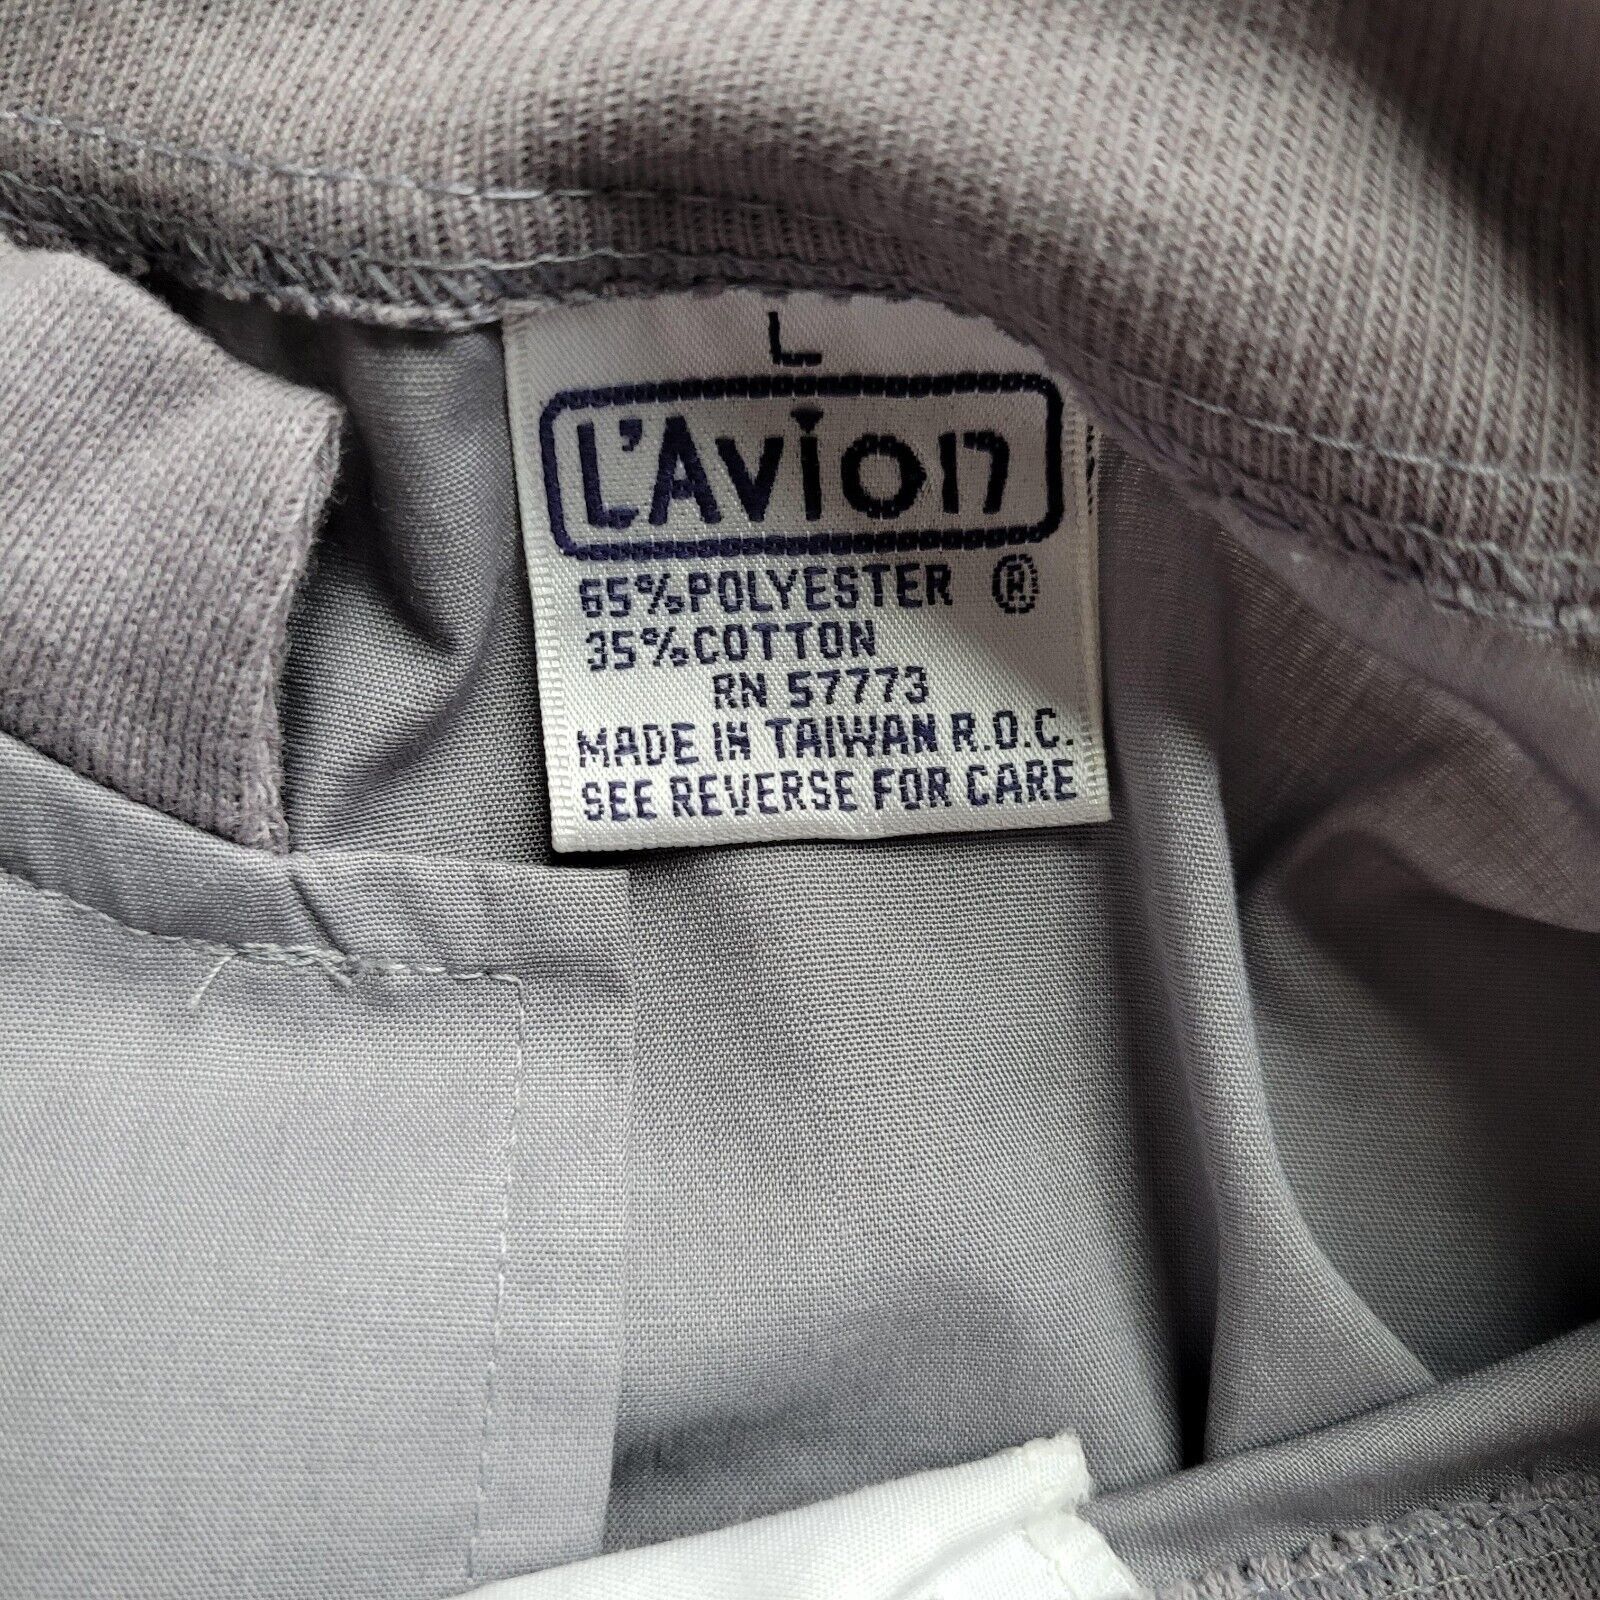 L
L'AVION
65% POLYESTER ®
35% COTTON
RN 57773
MADE IN TAIWAN R.O.C.
SEE REVERSE FOR CARE